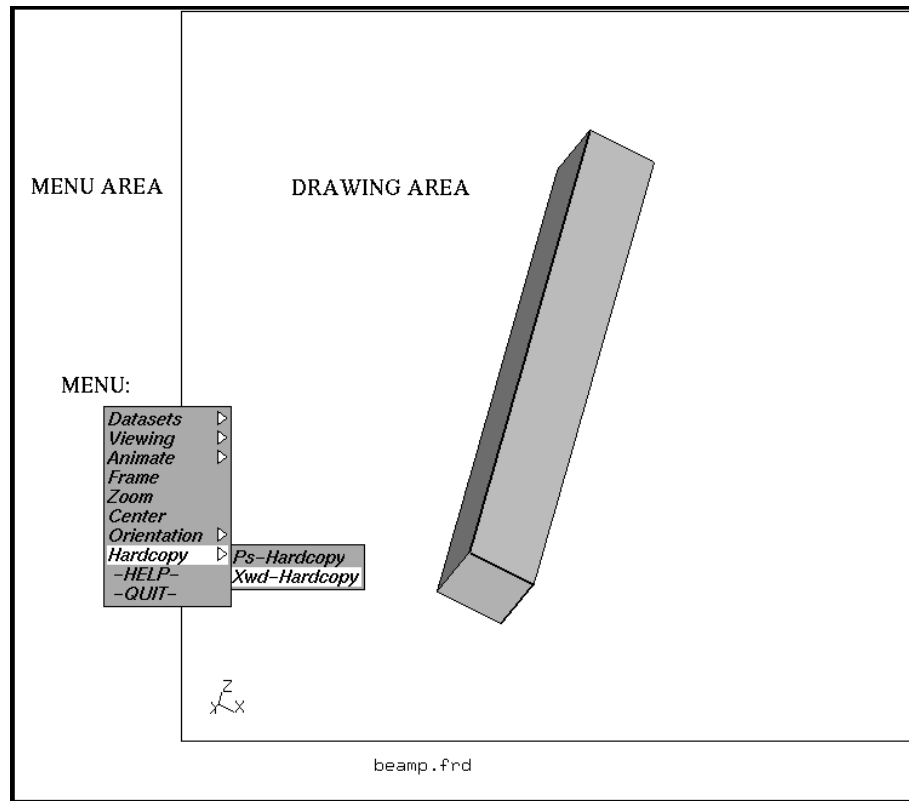 MENU AREA
DRAWING AREA
MENU:
Datasets
Viewing
Animate
Frame
Zoom
Center
Orientation
Hardcopy
Ps-Hardcopy
Xwd-Hardcopy
-HELP-
-QUIT-
Z
Y X
beamp.frd